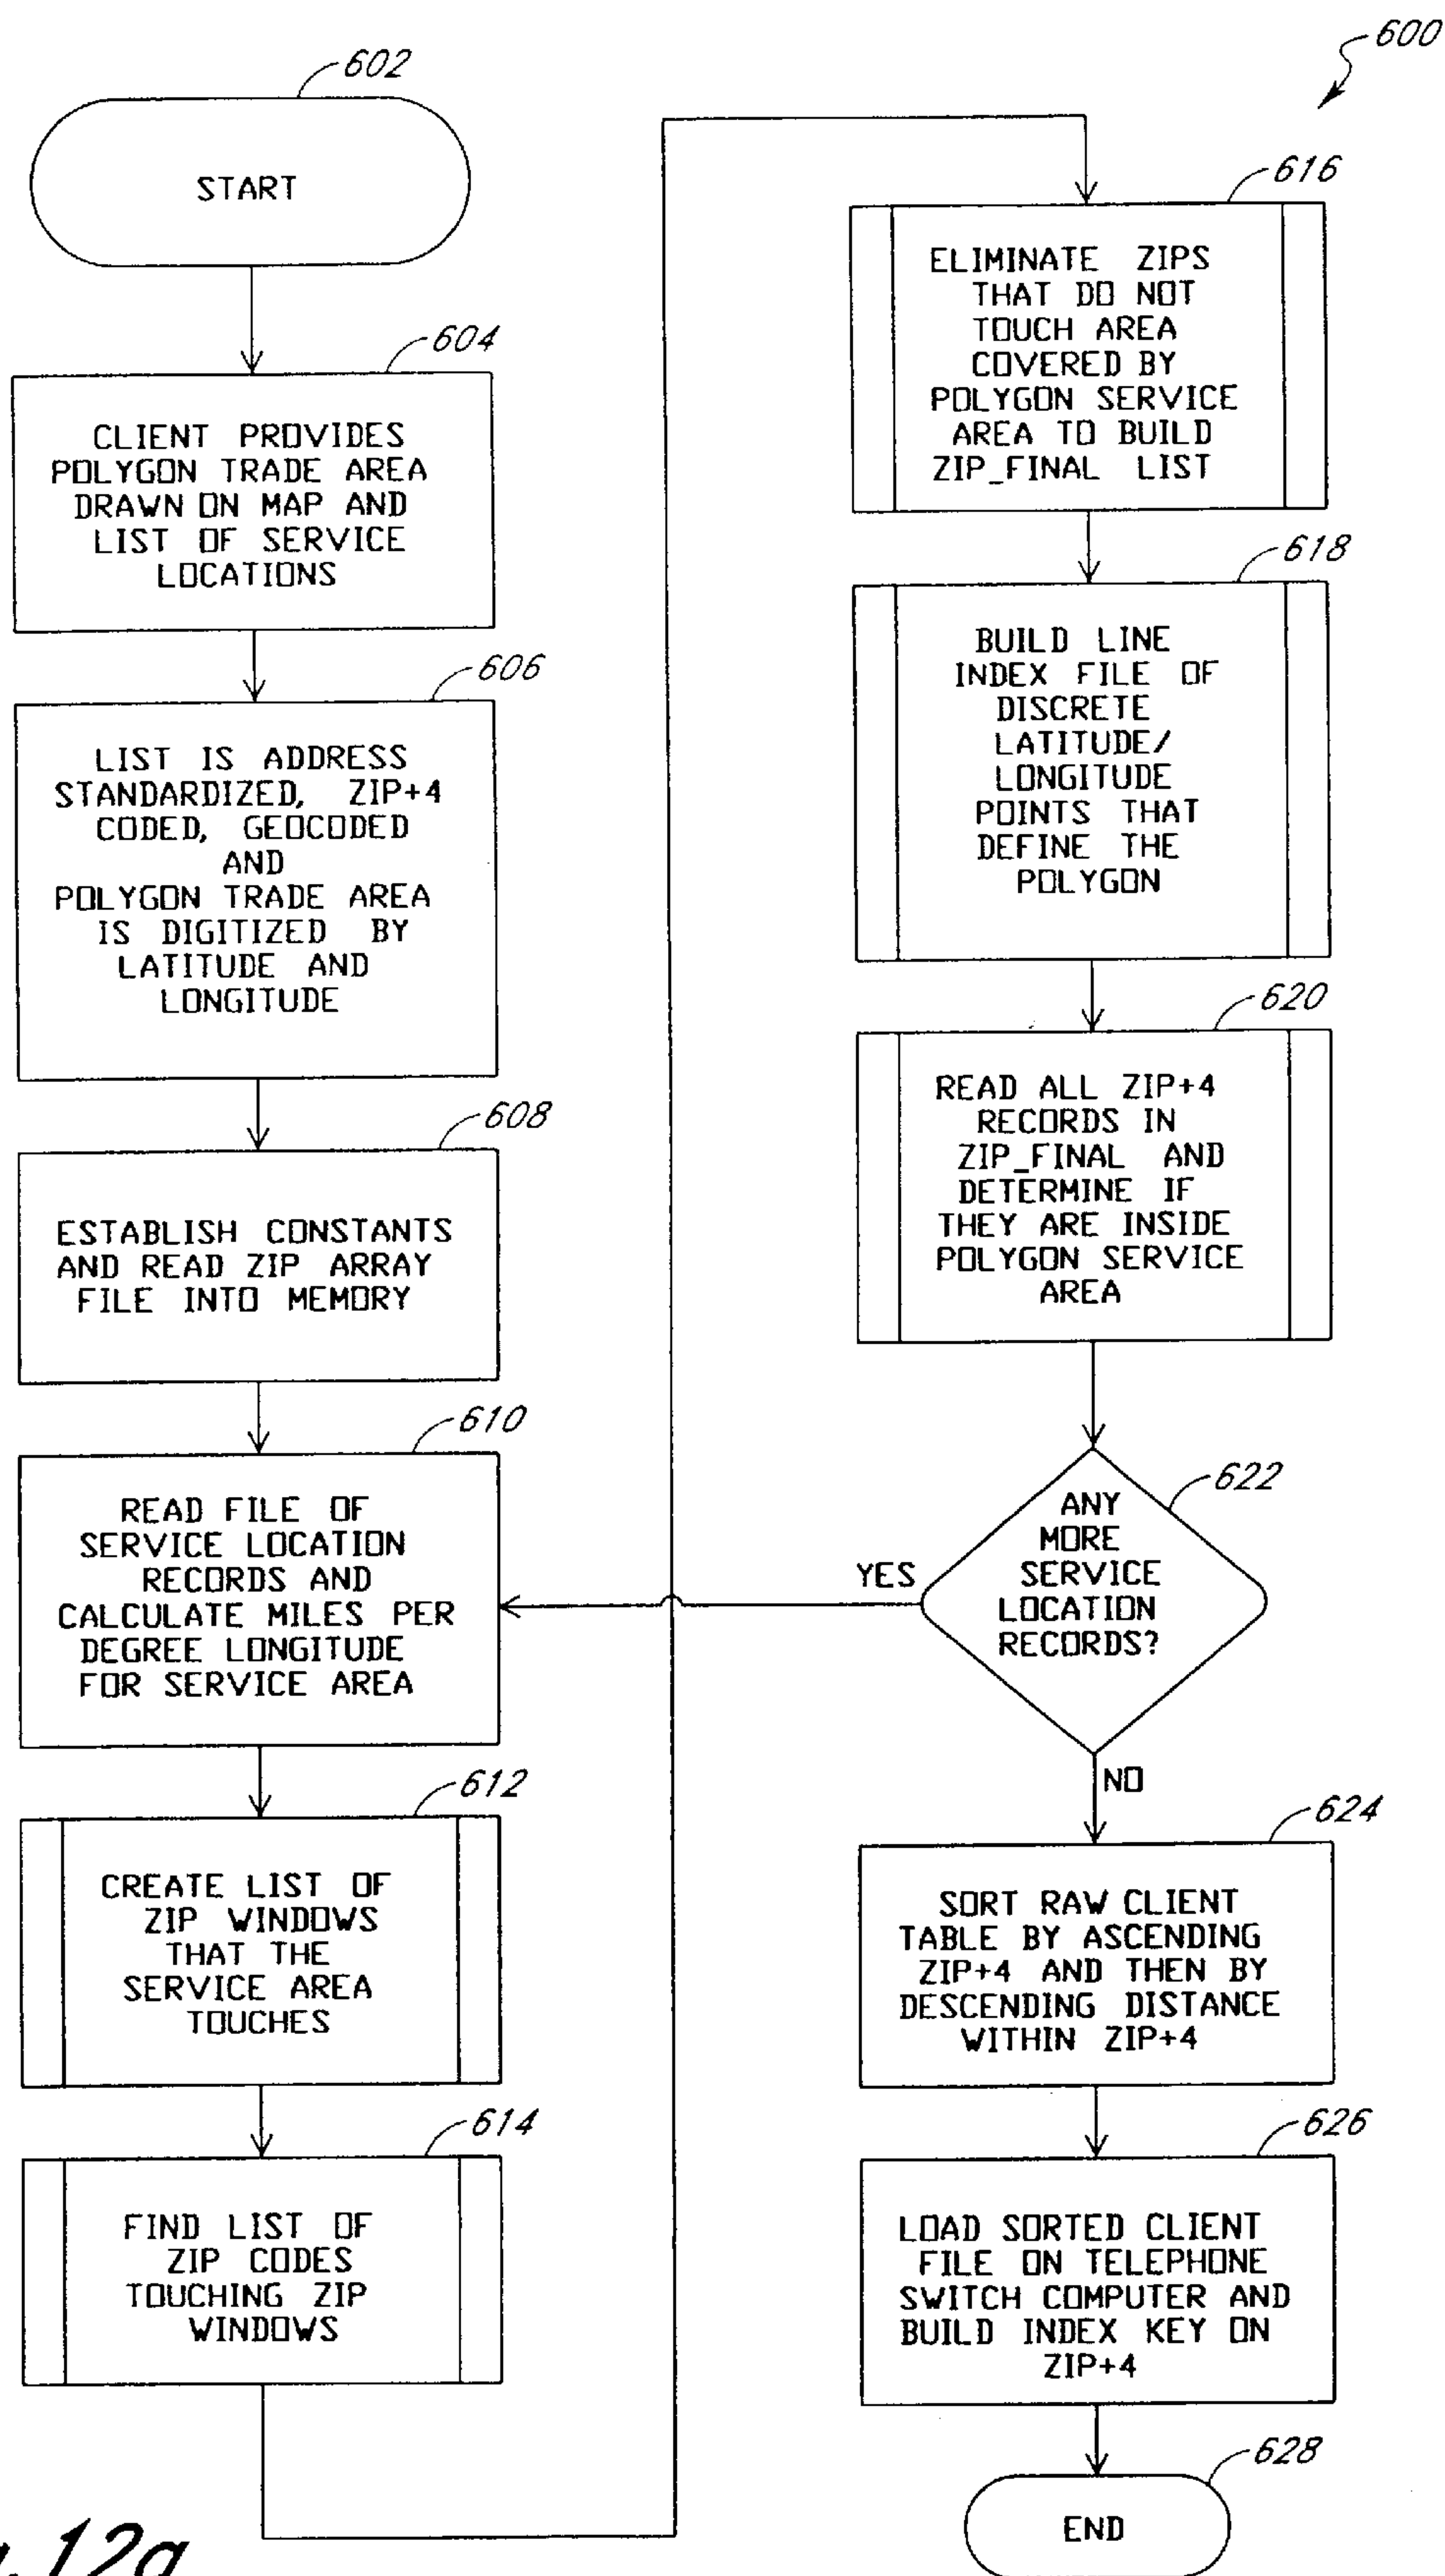 600
602
START
604
CLIENT PROVIDES
POLYGON TRADE AREA
DRAWN ON MAP AND
LIST OF SERVICE
LOCATIONS
606
LIST IS ADDRESS
STANDARDIZED, ZIP+4
CODED, GEOCODED
AND
POLYGON TRADE AREA
IS DIGITIZED BY
LATITUDE AND
LONGITUDE
608
ESTABLISH CONSTANTS
AND READ ZIP ARRAY
FILE INTO MEMORY
610
READ FILE OF
SERVICE LOCATION
RECORDS AND
CALCULATE MILES PER
DEGREE LONGITUDE
FOR SERVICE AREA
612
CREATE LIST OF
ZIP WINDOWS
THAT THE
SERVICE AREA
TOUCHES
614
FIND LIST OF
ZIP CODES
TOUCHING ZIP
WINDOWS
616
ELIMINATE ZIPS
THAT DO NOT
TOUCH AREA
COVERED BY
POLYGON SERVICE
AREA TO BUILD
ZIP_FINAL LIST
618
BUILD LINE
INDEX FILE OF
DISCRETE
LATITUDE/
LONGITUDE
POINTS THAT
DEFINE THE
POLYGON
620
READ ALL ZIP+4
RECORDS IN
ZIP_FINAL AND
DETERMINE IF
THEY ARE INSIDE
POLYGON SERVICE
AREA
622
ANY
MORE
SERVICE
LOCATION
RECORDS?
YES
NO
624
SORT RAW CLIENT
TABLE BY ASCENDING
ZIP+4 AND THEN BY
DESCENDING DISTANCE
WITHIN ZIP+4
626
LOAD SORTED CLIENT
FILE ON TELEPHONE
SWITCH COMPUTER AND
BUILD INDEX KEY ON
ZIP+4
628
END
12a